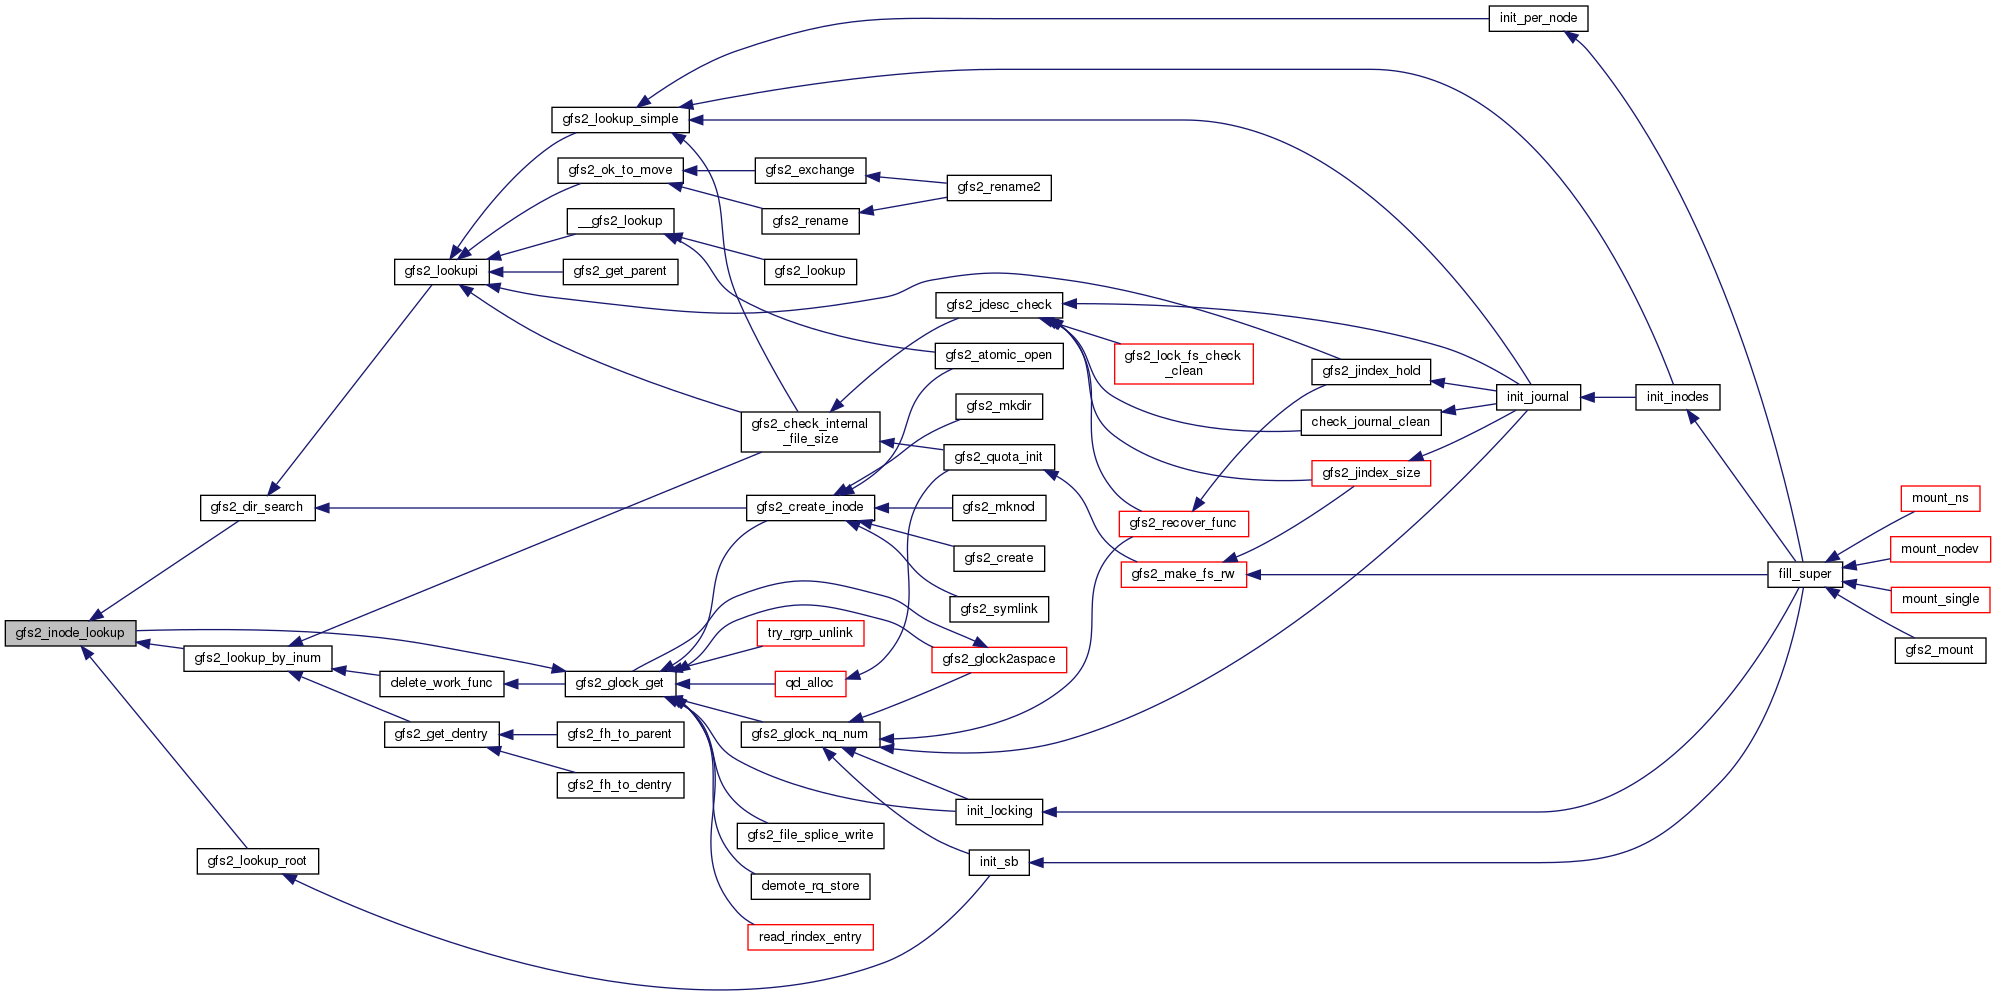 init_per_node
gfs2_lookup_simple
gfs2_ok_to_move
gfs2_exchange
gfs2_rename2
__gfs2_lookup
gfs2_rename
gfs2_lookupi
gfs2_get_parent
gfs2_lookup
gfs2_jdesc_check
gfs2_atomic_open
gfs2_lock_fs_check
_clean
gfs2_jindex_hold
gfs2_mkdir
init_journal
init_inodes
gfs2_check_internal
_file_size
check_journal_clean
gfs2_quota_init
gfs2_jindex_size
mount_ns
gfs2_dir_search
gfs2_create_inode
gfs2_mknod
gfs2_recover_func
mount_nodev
gfs2_create
gfs2_make_fs_rw
fill_super
mount_single
gfs2_symlink
gfs2_inode_lookup
try_rgrp_unlink
gfs2_mount
gfs2_lookup_by_inum
gfs2_glock2aspace
delete_work_func
gfs2_glock_get
qd_alloc
gfs2_get_dentry
gfs2_fh_to_parent
gfs2_glock_nq_num
gfs2_fh_to_dentry
init_locking
gfs2_file_splice_write
gfs2_lookup_root
init_sb
demote_rq_store
read_rindex_entry